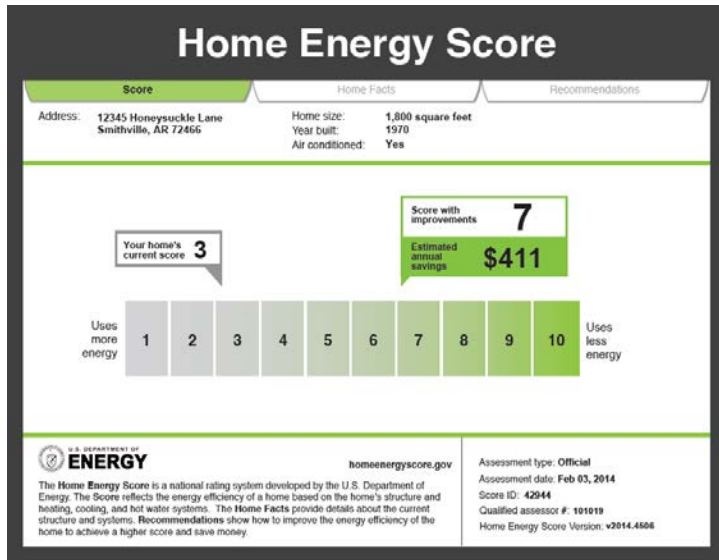 Home Energy Score
Score
Home Facts
Recommendations
Address: 12345 Honeysuckle Lane
Smithville, AR 72466
Home size: 1,800 square feet
Year built: 1970
Air conditioned: Yes
Score with improvements 7
Estimated annual savings $411
Your home's current score 3
Uses more energy
1 2 3 4 5 6 7 8 9 10
Uses less energy
U.S. DEPARTMENT OF
ENERGY
homeenergyscore.gov
The Home Energy Score is a national rating system developed by the U.S. Department of
Energy. The Score reflects the energy efficiency of a home based on the home's structure and
heating, cooling, and hot water systems. The Home Facts provide details about the current
structure and systems. Recommendations show how to improve the energy efficiency of the
home to achieve a higher score and save money.
Assessment type: Official
Assessment date: Feb 03, 2014
Score ID: 42944
Qualified assessor #: 101019
Home Energy Score Version: v2014.4506